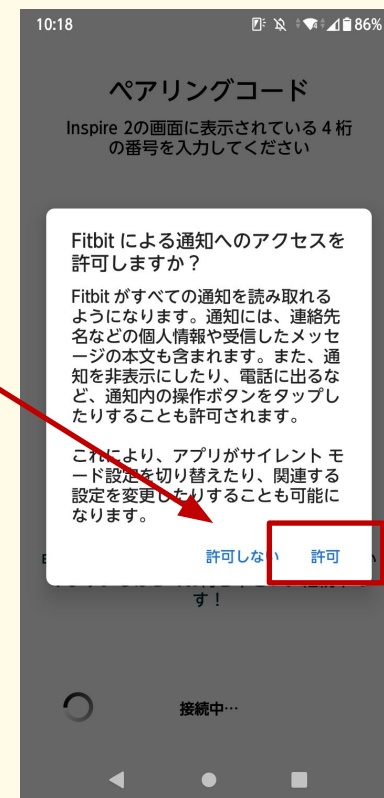 10:18
86%
ペアリングコード
Inspire 2の画面に表示されている 4 桁
の番号を入力してください
Fitbit による通知へのアクセスを
許可しますか？
Fitbit がすべての通知を読み取れる
ようになります。通知には、連絡先
名などの個人情報や受信したメッセ
ージの本文も含まれます。また、通
知を非表示にしたり、電話に出るな
ど、通知内の操作ボタンをタップし
たりすることも許可されます。
これにより、アプリがサイレント モ
ード設定を切り替えたり、関連する
設定を変更したりすることも可能に
なります。
許可しない 許可
す！
接続中…